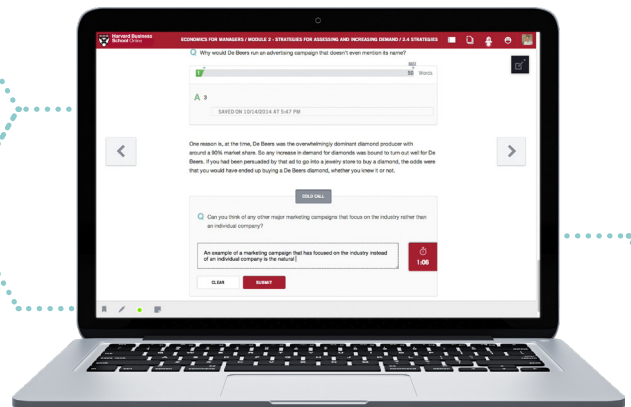 Harvard Business
School Online
ECONOMICS FOR MANAGERS / MODULE 2 - STRATEGIES FOR ASSESSING AND INCREASING DEMAND / 2.4 STRATEGIES
Q Why would De Beers run an advertising campaign that doesn't even mention its name?
1
50 Words
A 3
SAVED ON 10/14/2014 AT 5:47 PM
One reason is, at the time, De Beers was the overwhelmingly dominant diamond producer with
around a 90% market share. So any increase in demand for diamonds was bound to turn out well for De
Beers. If you had been persuaded by that ad to go into a jewelry store to buy a diamond, the odds were
that you would have ended up buying a De Beers diamond, whether you knew it or not.
COLD CALL
Q Can you think of any other major marketing campaigns that focus on the industry rather than
an individual company?
An example of a marketing campaign that has focused on the industry instead
of an individual company is the natural
1:06
CLEAR
SUBMIT